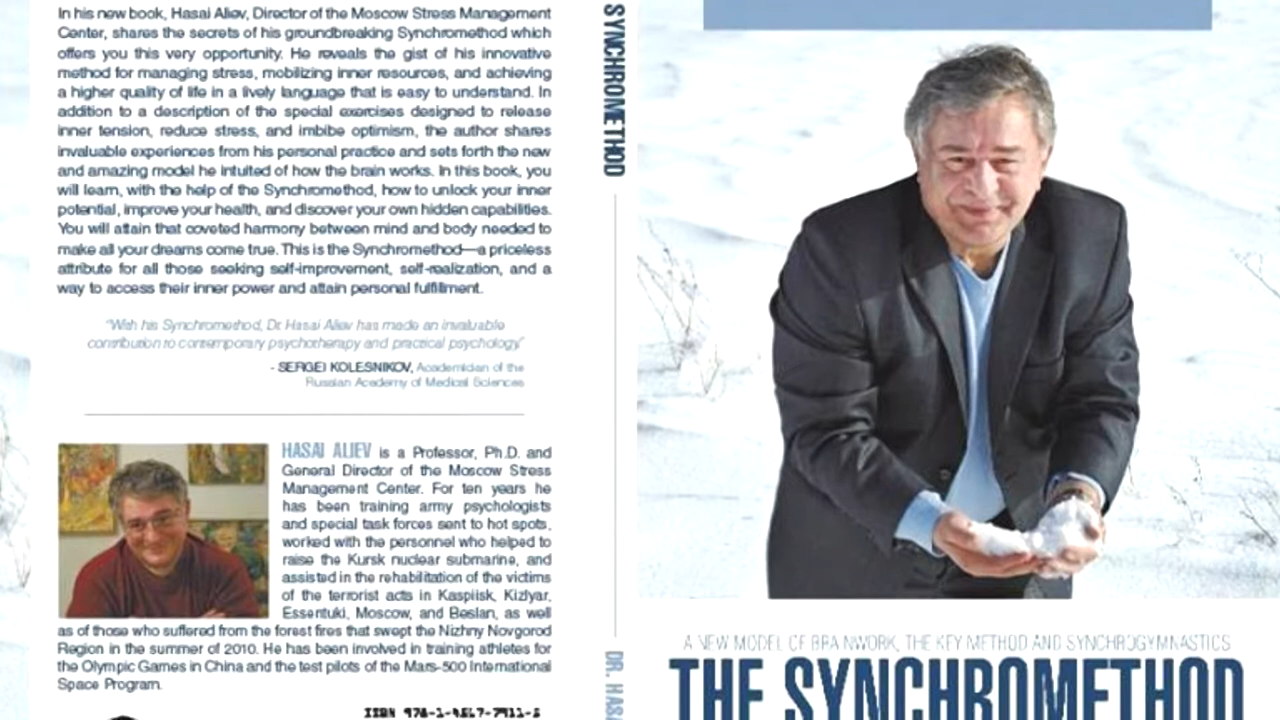 In his new book, Hasai Aliev, Director of the Moscow Stress Management
Center, shares the secrets of his groundbreaking Synchromethod which
offers you this very opportunity. He reveals the gist of his innovative
method for managing stress, mobilizing inner resources, and achieving
a higher quality of life in a lively language that is easy to understand. In
addition to a description of the special exercises designed to release
inner tension, reduce stress, and imbibe optimism, the author shares
invaluable experiences from his personal practice and sets forth the new
and amazing model he intuited of how the brain works. In this book, you
will learn, with the help of the Synchromethod, how to unlock your inner
potential, improve your health, and discover your own hidden capabilities.
You will attain that coveted harmony between mind and body needed to
make all your dreams come true. This is the Synchromethod—a priceless
attribute for all those seeking self-improvement, self-realization, and a
way to access their inner power and attain personal fulfillment.
"With his Synchromethod, Dr. Hasai Aliev has made an invaluable
contribution to contemporary psychotherapy and practical psychology."
- SERGEI KOLESNIKOV, Academician of the
Russian Academy of Medical Sciences
HASAI ALIEV is a Professor, Ph.D. and
General Director of the Moscow Stress
Management Center. For ten years he
has been training army psychologists
and special task forces sent to hot spots,
worked with the personnel who helped to
raise the Kursk nuclear submarine, and
assisted in the rehabilitation of the victims
of the terrorist acts in Kaspiisk, Kizlyar,
Essentuki, Moscow, and Beslan, as well
as of those who suffered from the forest fires that swept the Nizhny Novgorod
Region in the summer of 2010. He has been involved in training athletes for
the Olympic Games in China and the test pilots of the Mars-500 International
Space Program.
ISBN 978-1-4567-7911-5
SYNCHROMETHOD
DR. HASA
A NEW MODEL OF BRAINWORK, THE KEY METHOD AND SYNCHROGYMNASTICS
THE SYNCHROMETHOD